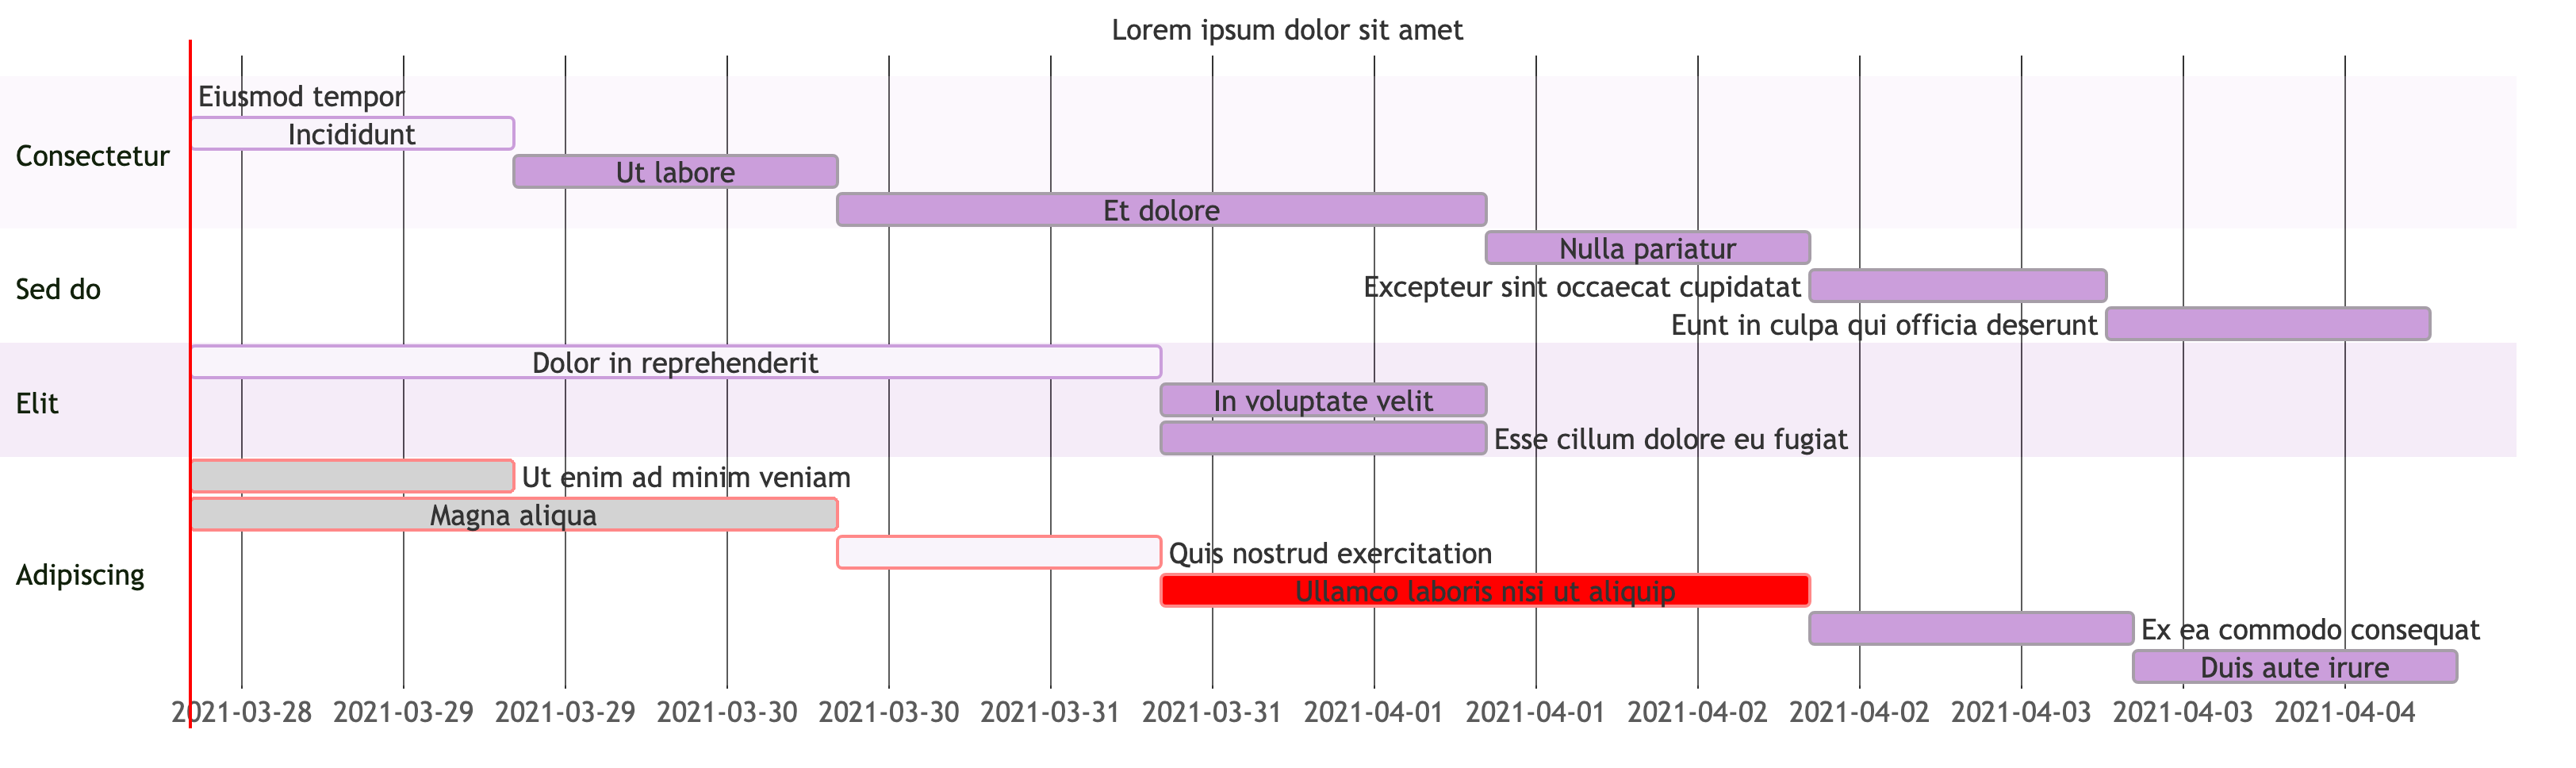 Lorem ipsum dolor sit amet
Consectetur
Eiusmod tempor
Incididunt
Ut labore
Et dolore
Sed do
Nulla pariatur
Excepteur sint occaecat cupidatat
Eunt in culpa qui officia deserunt
Elit
Dolor in reprehenderit
In voluptate velit
Esse cillum dolore eu fugiat
Adipiscing
Ut enim ad minim veniam
Magna aliqua
Quis nostrud exercitation
Ullamco laboris nisi ut aliquip
Ex ea commodo consequat
Duis aute irure
2021-03-28 2021-03-29 2021-03-29 2021-03-30 2021-03-30 2021-03-31 2021-03-31 2021-04-01 2021-04-01 2021-04-02 2021-04-02 2021-04-03 2021-04-03 2021-04-04